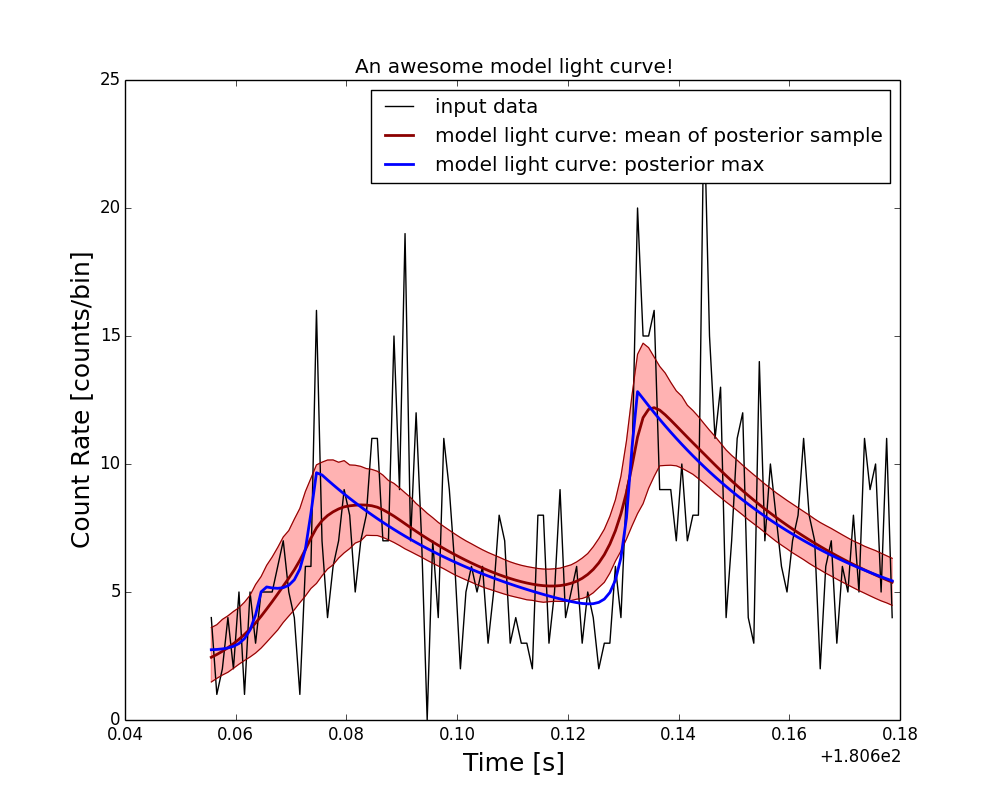 An awesome model light curve!
input data
model light curve: mean of posterior sample
model light curve: posterior max
Count Rate [counts/bin]
25
20
15
10
5
0
0.04 0.06 0.08 0.10 0.12 0.14 0.16 0.18
Time [s]
+1.806e2